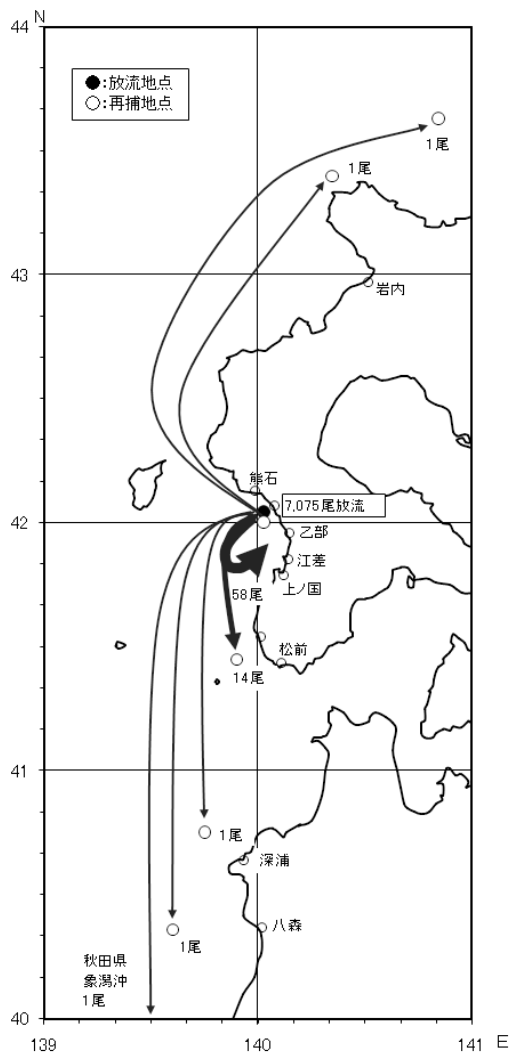 44 N
●:放流地点
○:再捕地点
1尾
1尾
43
岩内
熊石
7,075尾放流
42
乙部
江差
上ノ国
58尾
松前
14尾
41
1尾
深浦
八森
1尾
秋田県
象潟沖
1尾
40
139
140
141
E